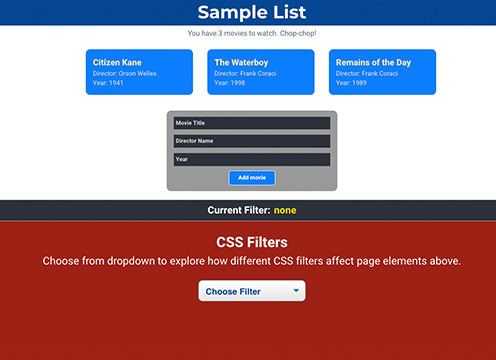 Sample List
You have 3 movies to watch. Chop-chop!
Citizen Kane
Director: Orson Welles
Year: 1941
The Waterboy
Director: Frank Coraci
Year: 1998
Remains of the Day
Director: Frank Coraci
Year: 1989
Movie Title
Director Name
Year
Add movie
Current Filter: none
CSS Filters
Choose from dropdown to explore how different CSS filters affect page elements above.
Choose Filter